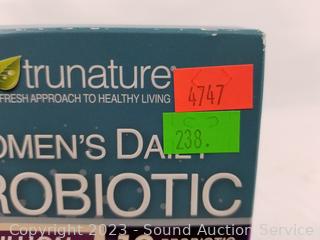 trunature®
FRESH APPROACH TO HEALTHY LIVING
4747
238.
OMEN'S DAILY
ROBIOTIC
Copyright 2023 - Sound Auction Service